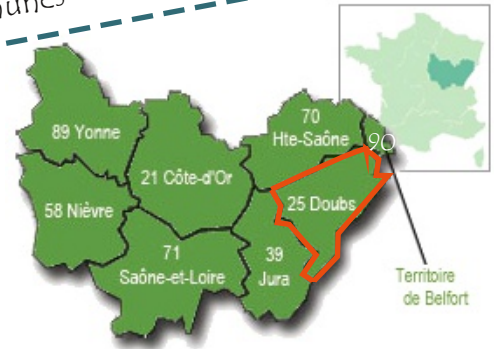 89 Yonne
70
Hte-Saône
90
21 Côte-d'Or
58 Nièvre
25 Doubs
71
Saône-et-Loire
39
Jura
Territoire
de Belfort